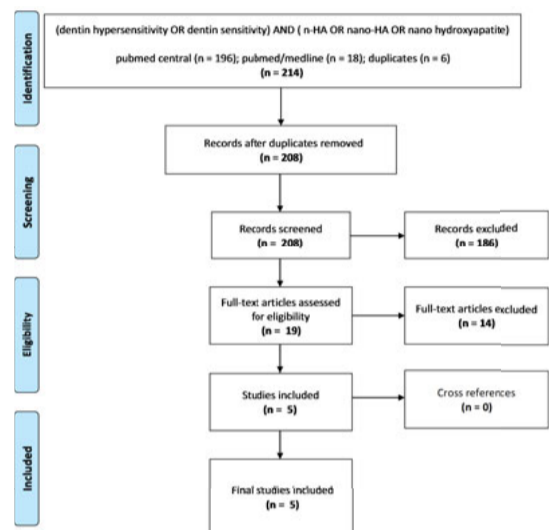 Identification
(dentin hypersensitivity OR dentin sensitivity) AND ( n-HA OR nano-HA OR nano hydroxyapatite)
pubmed central (n = 196); pubmed/medline (n = 18); duplicates (n = 6)
(n = 214)
Records after duplicates removed
(n = 208)
Screening
Records screened
(n = 208)
Records excluded
(n = 186)
Eligibility
Full-text articles assessed
for eligibility
(n = 19)
Full-text articles excluded
(n = 14)
Studies included
(n = 5)
Cross references
(n = 0)
Included
Final studies included
(n = 5)